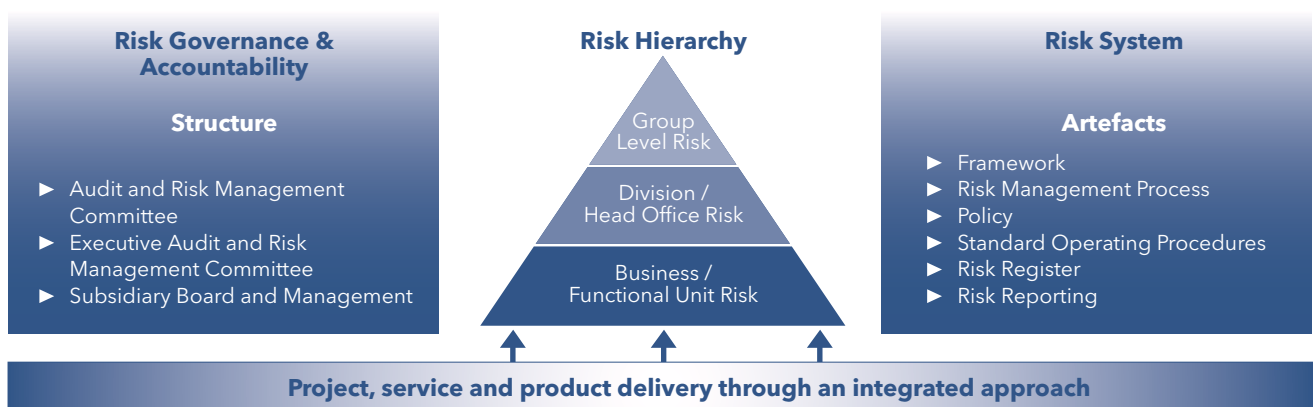 Risk Governance &
Accountability
Structure
► Audit and Risk Management
Committee
► Executive Audit and Risk
Management Committee
► Subsidiary Board and Management
Risk Hierarchy
Group
Level Risk
Division /
Head Office Risk
Business /
Functional Unit Risk
Risk System
Artefacts
► Framework
► Risk Management Process
► Policy
► Standard Operating Procedures
► Risk Register
► Risk Reporting
Project, service and product delivery through an integrated approach